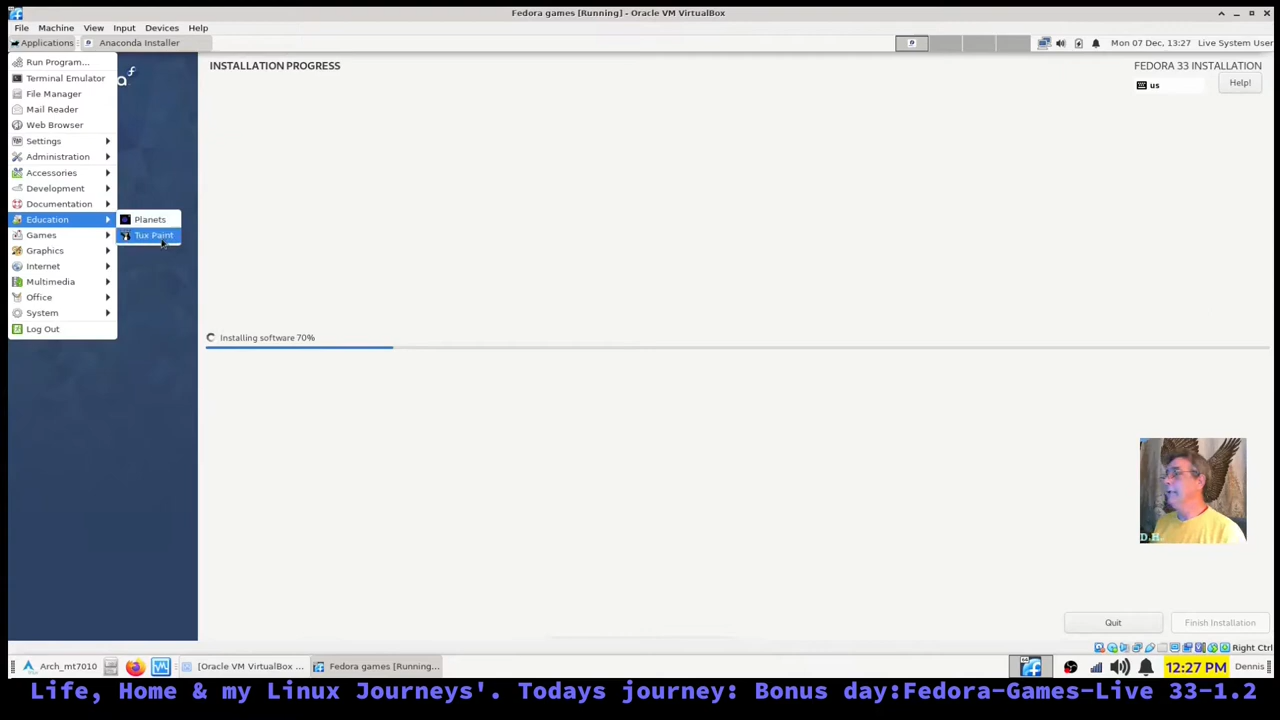 Fedora games [Running] - Oracle VM VirtualBox
File Machine View Input Devices Help
Applications Anaconda Installer Mon 07 Dec, 13:27 Live System User
Run Program...
Terminal Emulator
File Manager
Mail Reader
Web Browser
Settings
Administration
Accessories
Development
Documentation
Education
Games
Graphics
Internet
Multimedia
Office
System
Log Out
Planets
Tux Paint
INSTALLATION PROGRESS
FEDORA 33 INSTALLATION
us
Help!
Installing software 70%
D.H.
Quit
Finish Installation
Right Ctrl
Arch_mt7010 [Oracle VM VirtualBox ... Fedora games [Running... 12:27 PM Dennis
Life, Home & my Linux Journeys'. Todays journey: Bonus day:Fedora-Games-Live 33-1.2